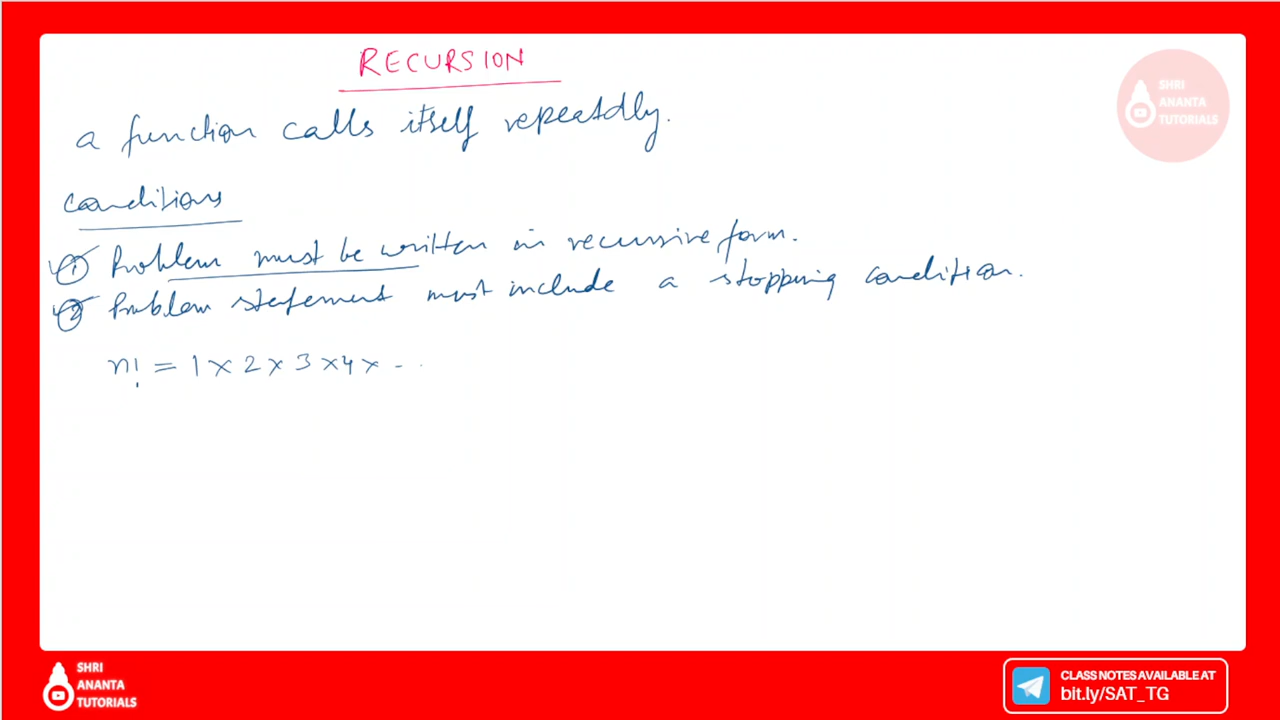 RECURSION
SHRI
ANANTA
TUTORIALS
a function calls itself repeatdly.
Conditions
① Problem must be written in recursive form.
② Problem statement must include a stopping condition.
n! = 1 × 2 × 3 × 4 × - .
SHRI
ANANTA
TUTORIALS
CLASS NOTES AVAILABLE AT
bit.ly/SAT_TG